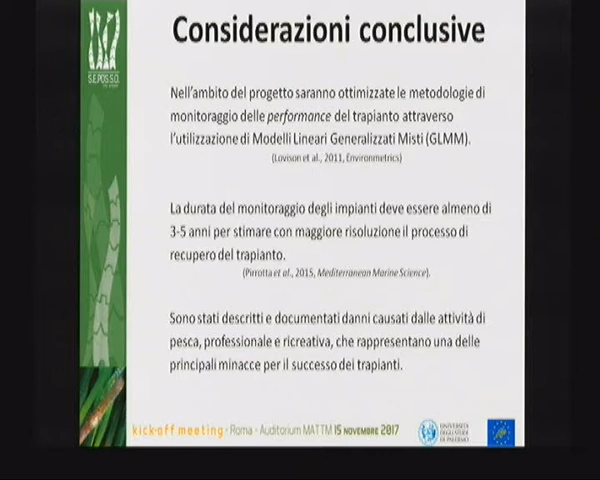 Considerazioni conclusive
S.E.POS.S.O.
Nell'ambito del progetto saranno ottimizzate le metodologie di
monitoraggio delle performance del trapianto attraverso
l'utilizzazione di Modelli Lineari Generalizzati Misti (GLMM).
(Lovison et al., 2011, Environmetrics)
La durata del monitoraggio degli impianti deve essere almeno di
3-5 anni per stimare con maggiore risoluzione il processo di
recupero del trapianto.
(Pirrotta et al., 2015, Mediterranean Marine Science).
Sono stati descritti e documentati danni causati dalle attività di
pesca, professionale e ricreativa, che rappresentano una delle
principali minacce per il successo dei trapianti.
kick-off meeting - Roma - Auditorium MATTM 15 NOVEMBRE 2017
UNIVERSITÀ
DEGLI STUDI
DI PALERMO